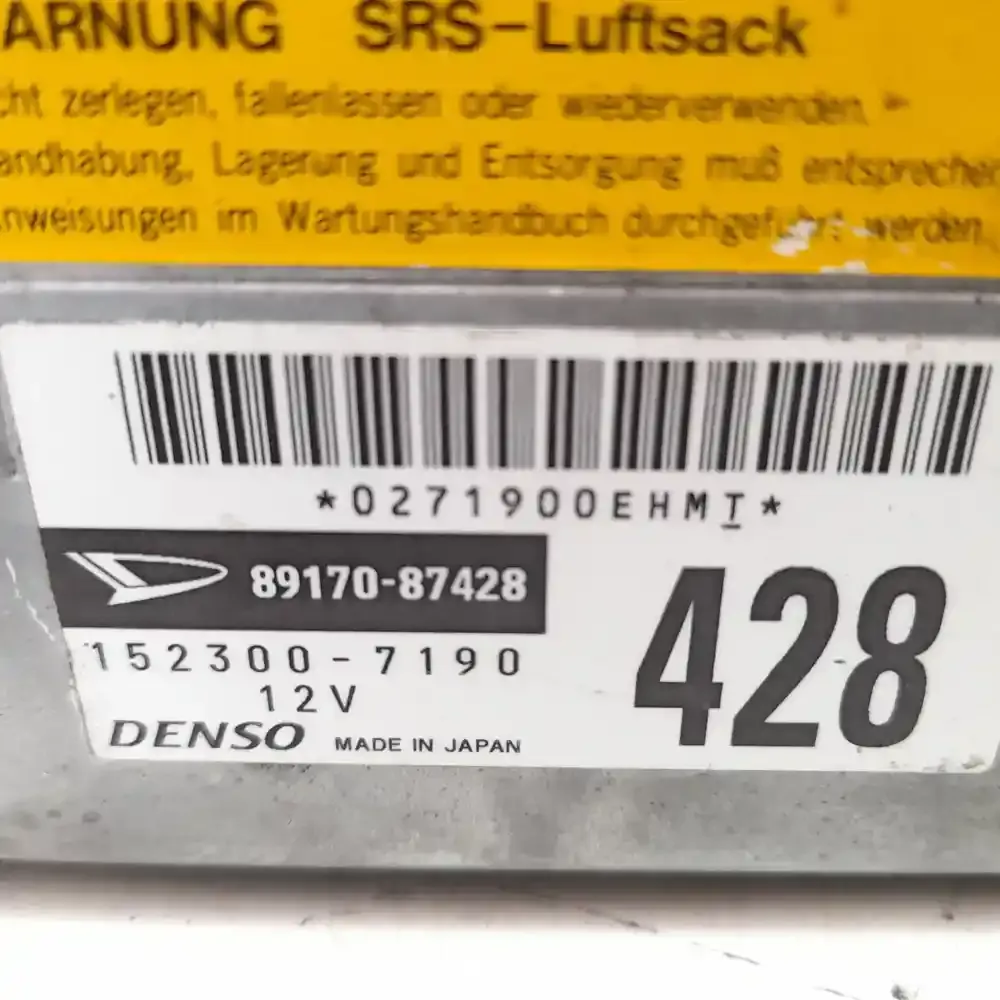 ARNUNG SRS-Luftsack
cht zerlegen, fallenlassen oder wiederverwenden.
andhabung, Lagerung und Entsorgung muß entsprechen
nweisungen im Wartungshandbuch durchgeführt werden.
*0271900EHMT*
89170-87428
428
152300-7190
12V
DENSO MADE IN JAPAN